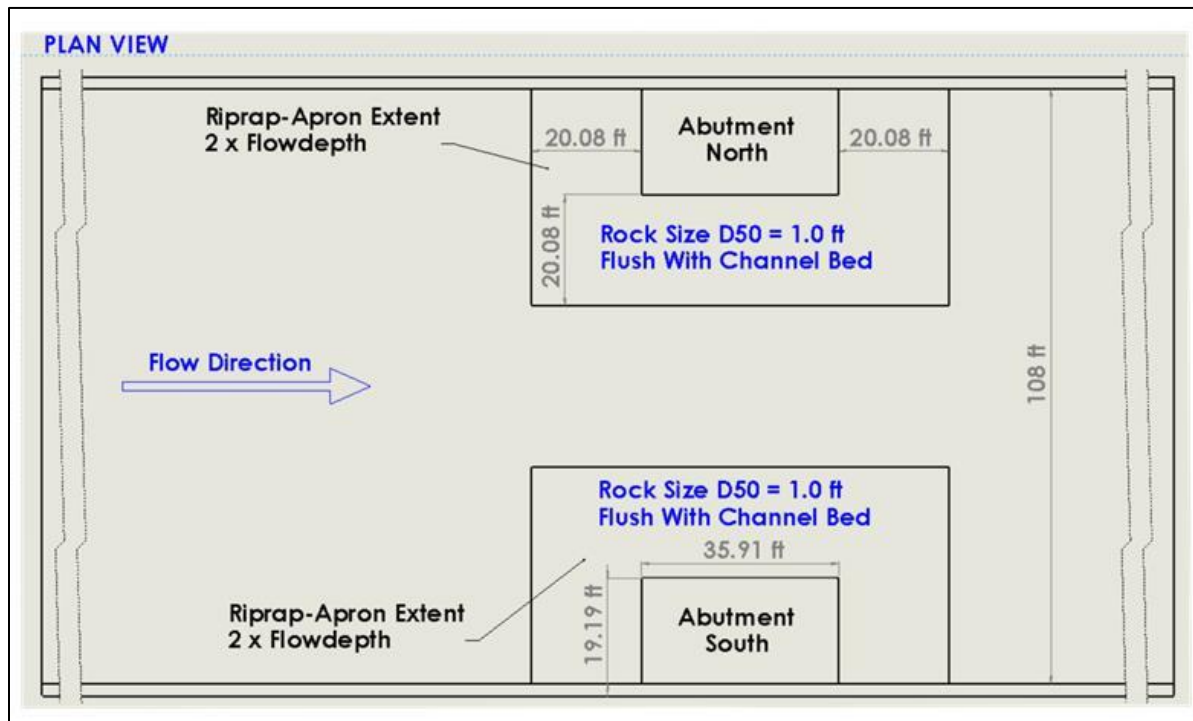 PLAN VIEW
Riprap-Apron Extent
2 x Flowdepth
20.08 ft
Abutment
North
20.08 ft
20.08 ft
Rock Size D50 = 1.0 ft
Flush With Channel Bed
Flow Direction
108 ft
Rock Size D50 = 1.0 ft
Flush With Channel Bed
35.91 ft
Riprap-Apron Extent
2 x Flowdepth
19.19 ft
Abutment
South